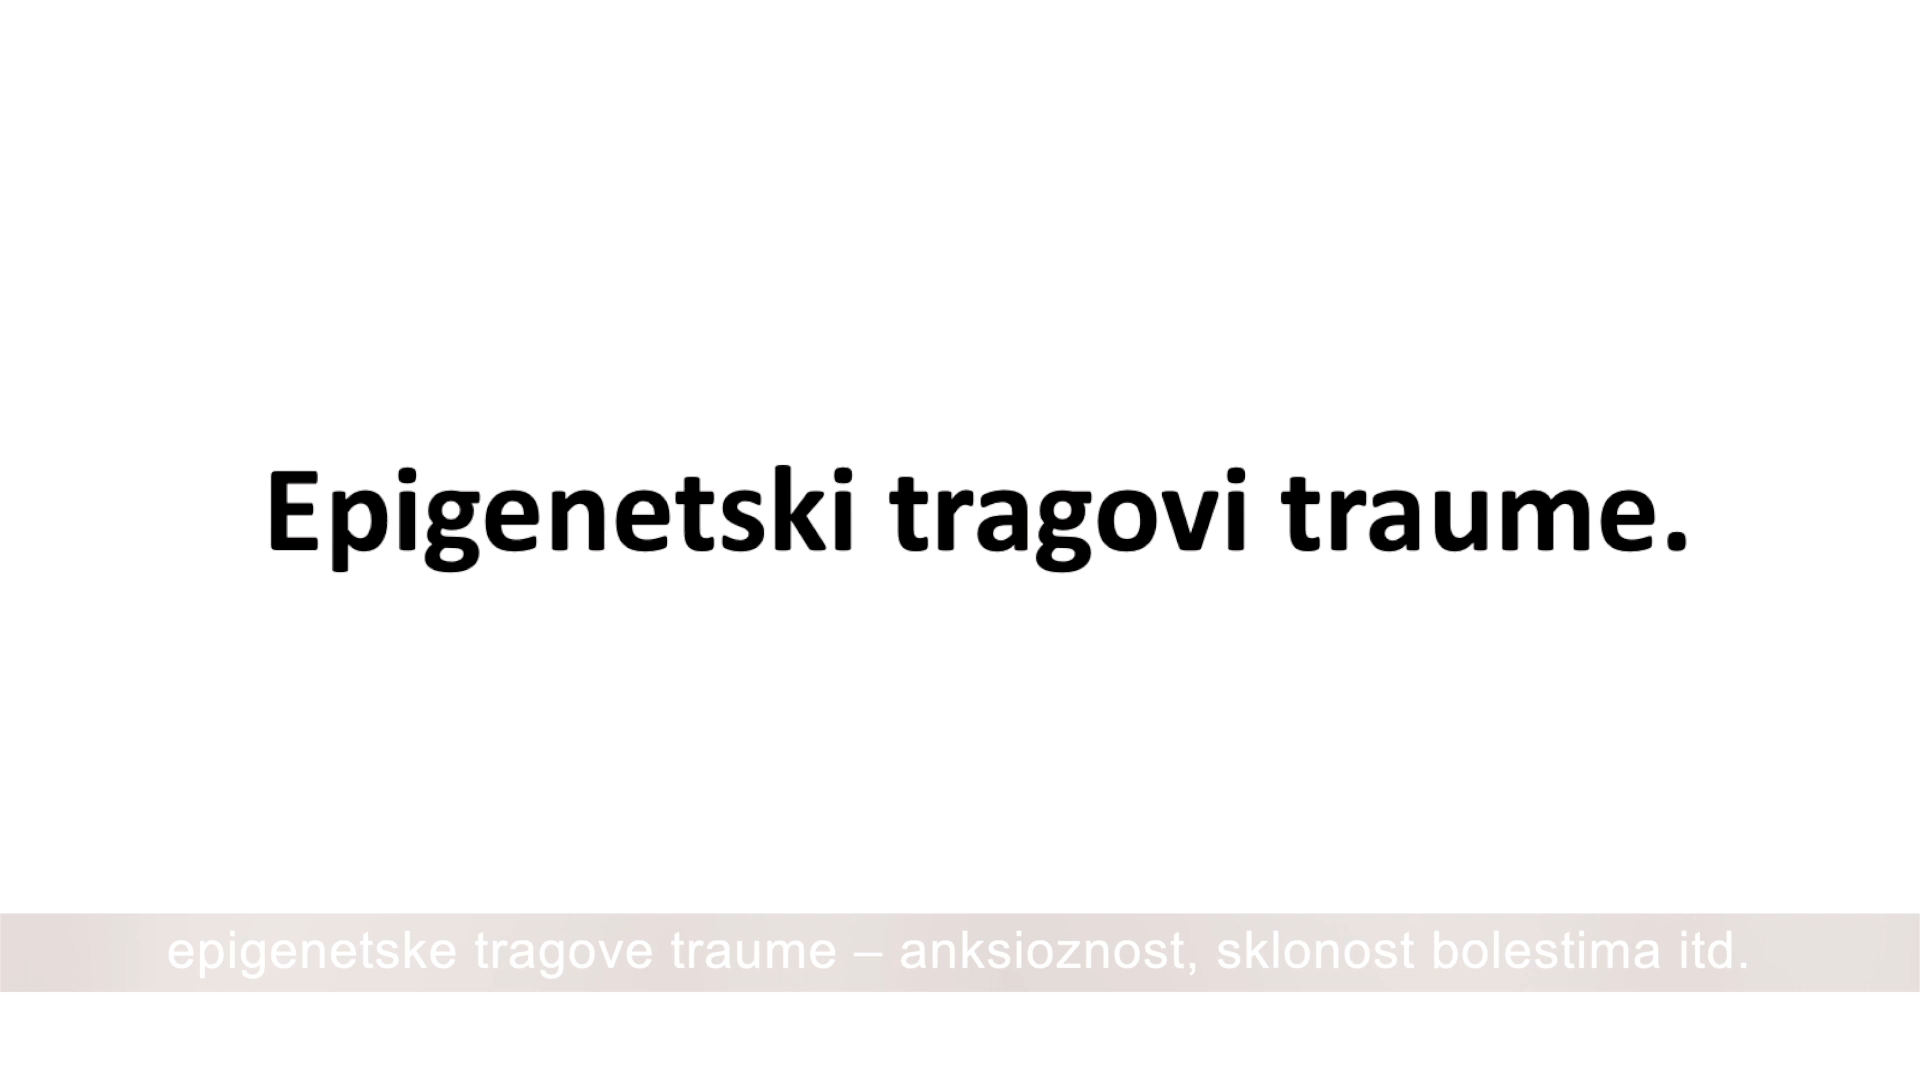 Epigenetski tragovi traume.
epigenetske tragove traume – anksioznost, sklonost bolestima itd.